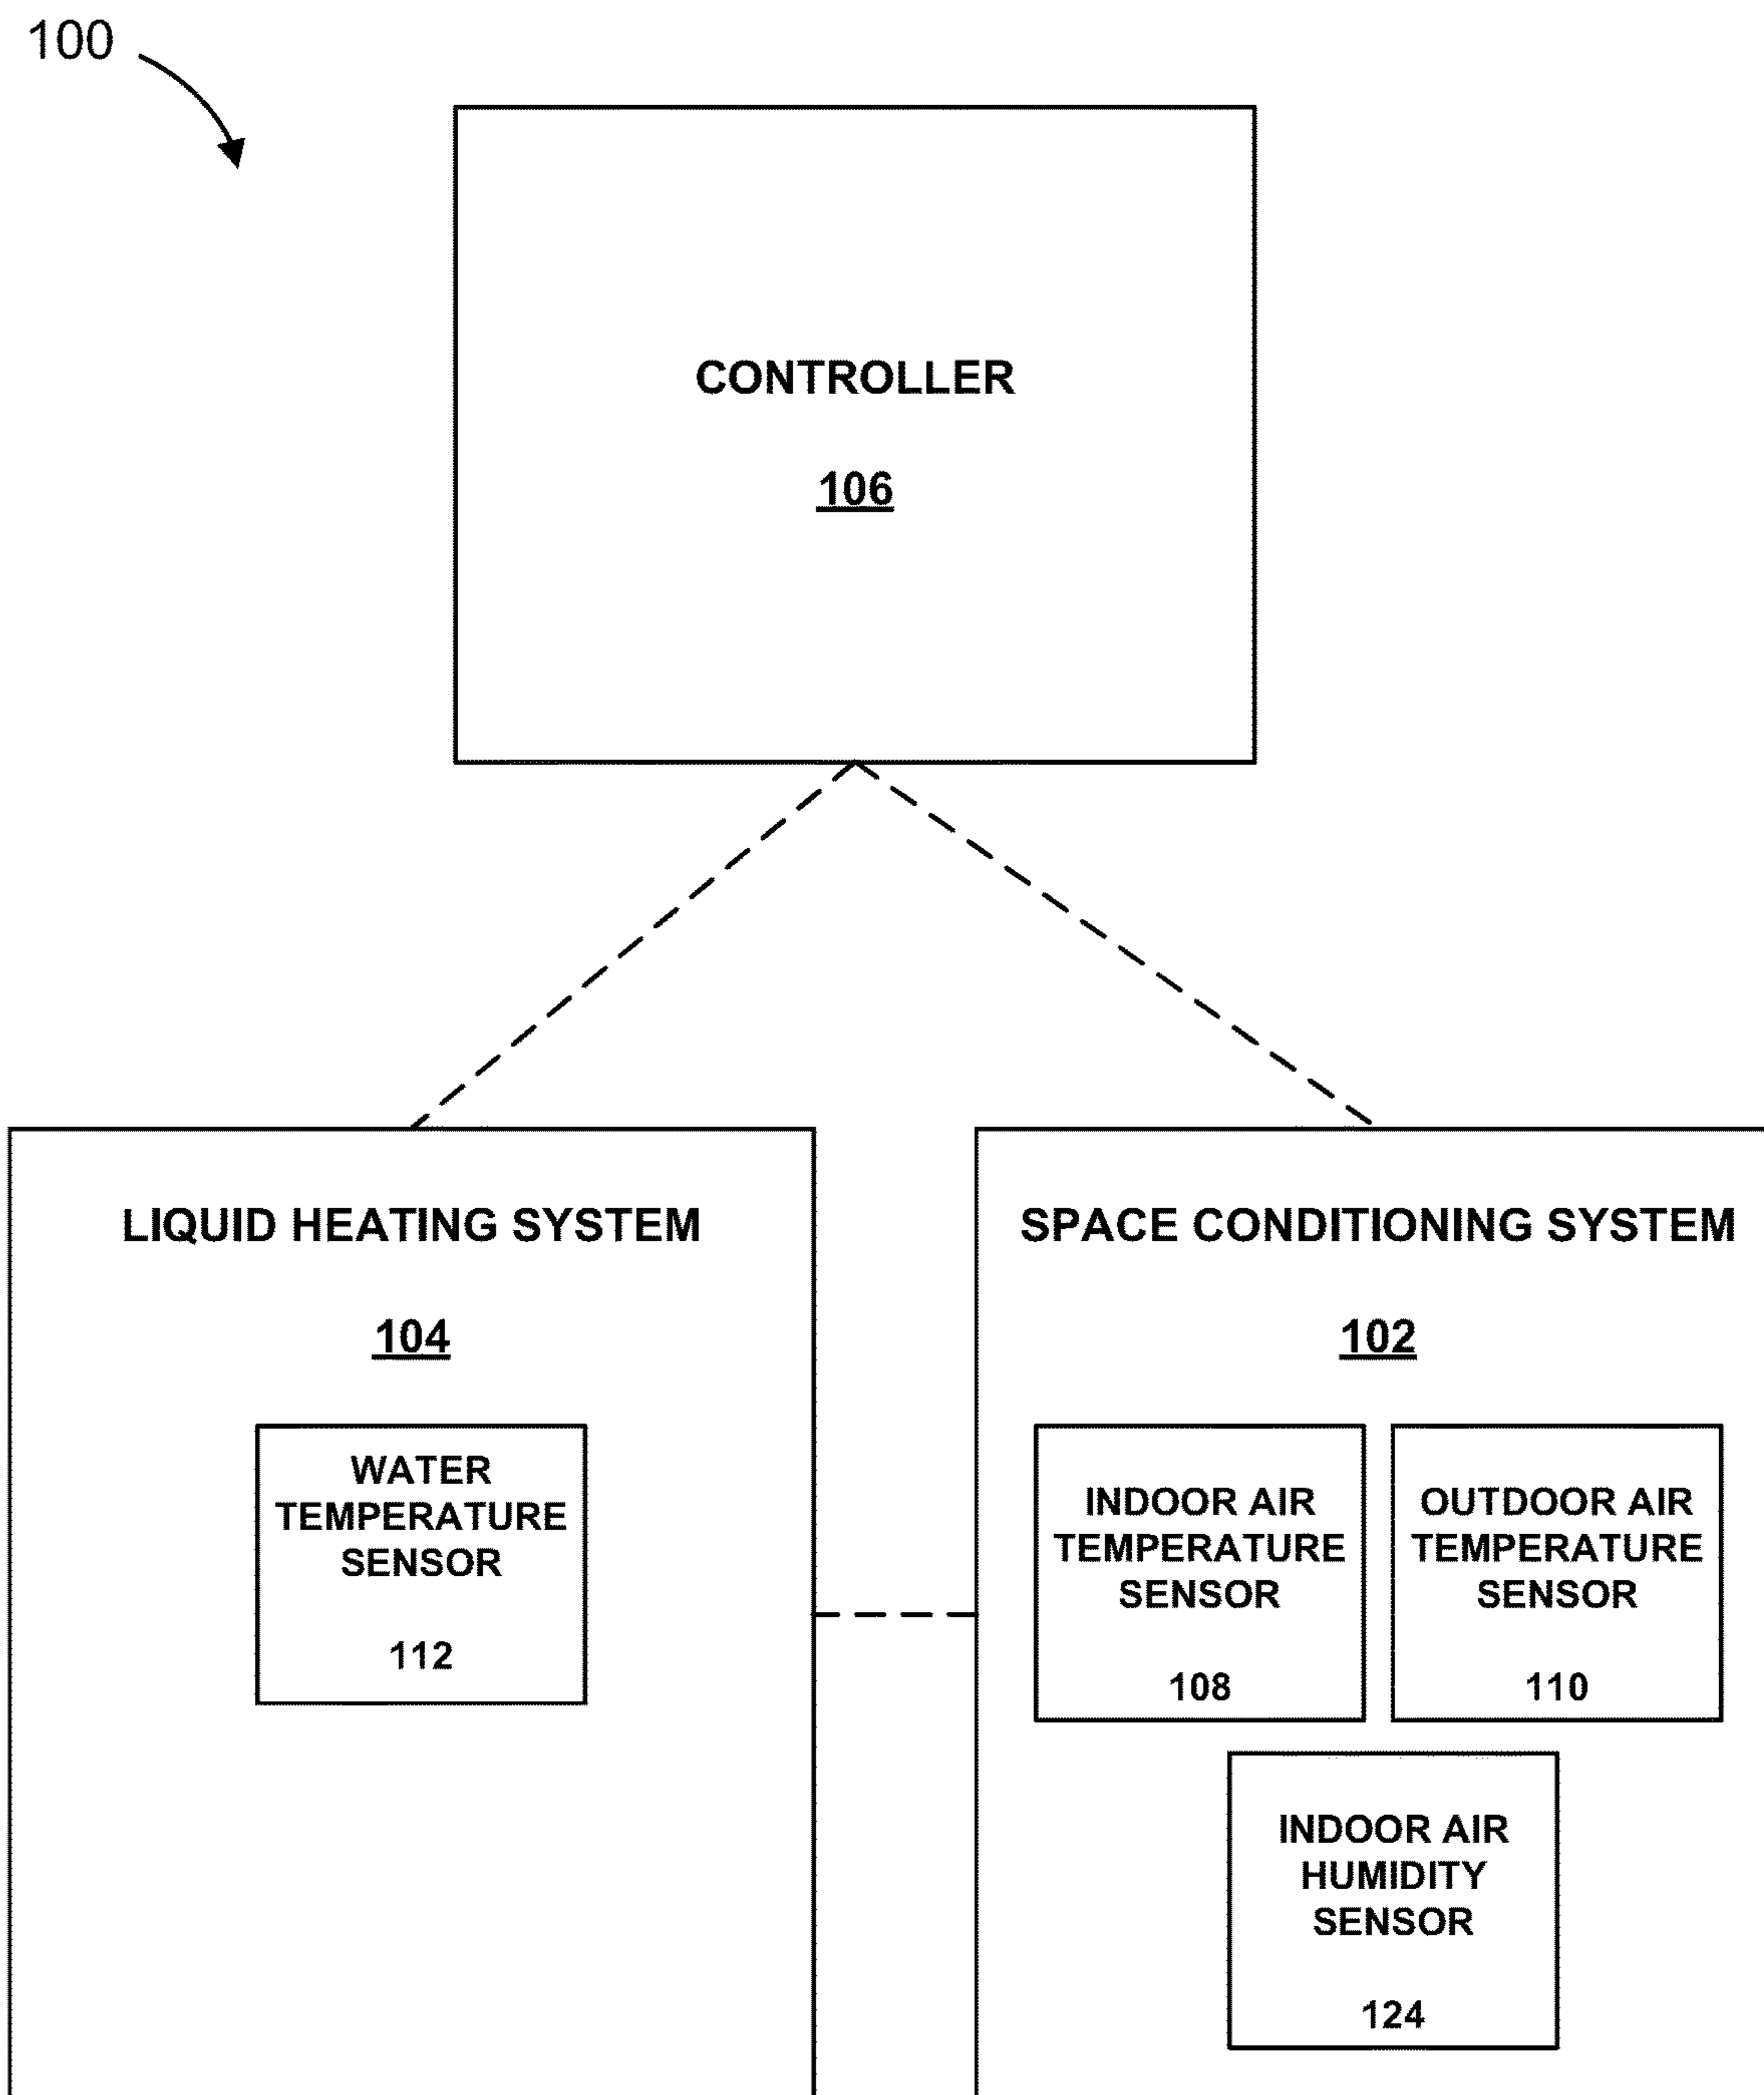 100
CONTROLLER
106
LIQUID HEATING SYSTEM
104
WATER
TEMPERATURE
SENSOR
112
SPACE CONDITIONING SYSTEM
102
INDOOR AIR
TEMPERATURE
SENSOR
108
OUTDOOR AIR
TEMPERATURE
SENSOR
110
INDOOR AIR
HUMIDITY
SENSOR
124